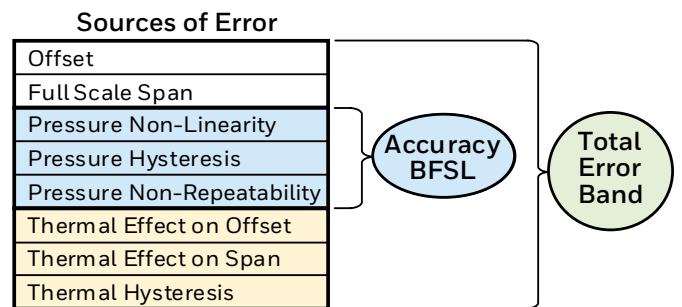 Sources of Error
Offset
Full Scale Span
Pressure Non-Linearity
Pressure Hysteresis
Pressure Non-Repeatability
Thermal Effect on Offset
Thermal Effect on Span
Thermal Hysteresis
Accuracy
BFSL
Total
Error
Band